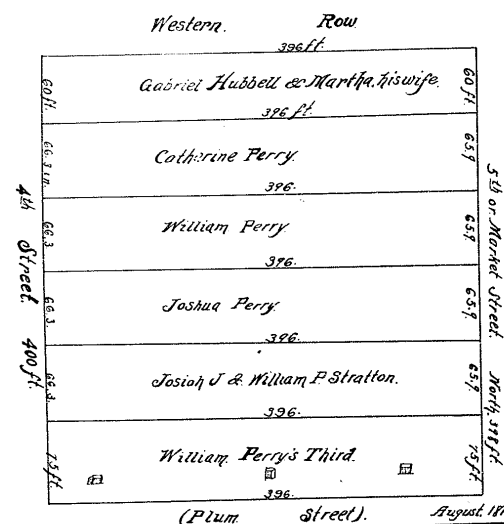 Western. Row
396 ft.
60 ft. Gabriel Hubbell & Martha, his wife. 60 ft.
396 ft.
66.3 in. Catherine Perry. 65.9
396.
66.3 William Perry. 65.9
396.
66.3 Joshua Perry. 65.9
396.
66.3. Josiah J & William P. Stratton. 65.9
396.
75 ft. William Perry's Third. 75 ft.
396.
(Plum Street). August
4th Street. 400 ft.
5th or Market Street. North, 398 ft.